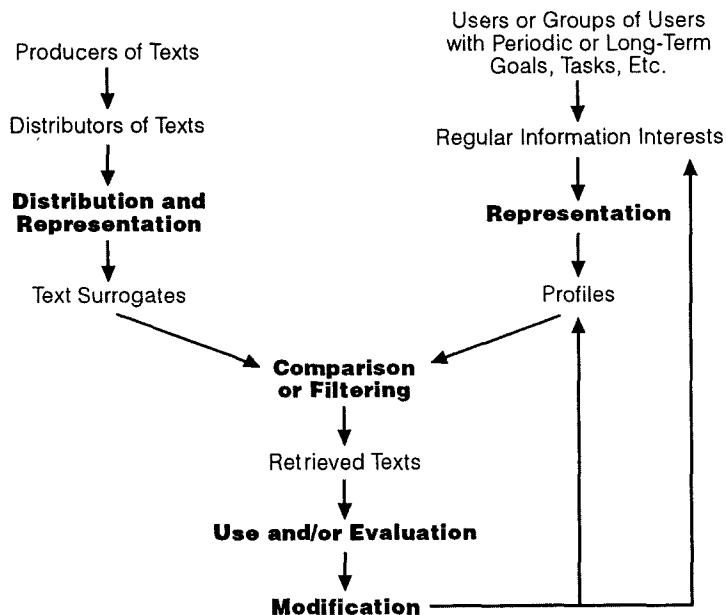 Producers of Texts
Distributors of Texts
Distribution and
Representation
Text Surrogates
Users or Groups of Users
with Periodic or Long-Term
Goals, Tasks, Etc.
Regular Information Interests
Representation
Profiles
Comparison
or Filtering
Retrieved Texts
Use and/or Evaluation
Modification